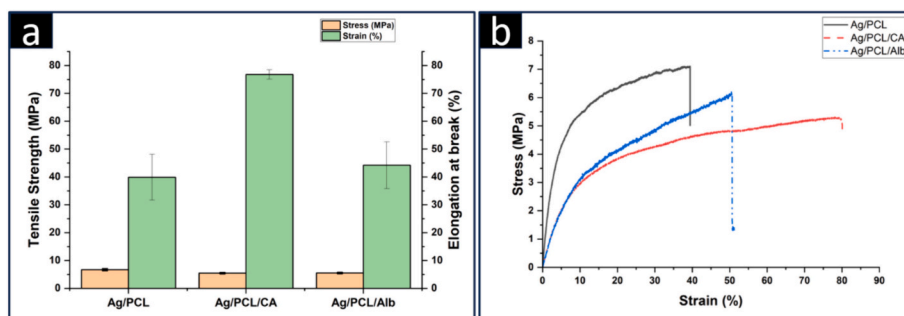 a
Stress (MPa)
Strain (%)
Tensile Strength (MPa)
80
70
60
50
40
30
20
10
0
Ag/PCL
Ag/PCL/CA
Ag/PCL/Alb
80
70
60
50
40
30
20
10
0
Elongation at break (%)
b
Ag/PCL
Ag/PCL/CA
Ag/PCL/Alb
Stress (MPa)
8
7
6
5
4
3
2
1
0
0 10 20 30 40 50 60 70 80 90
Strain (%)